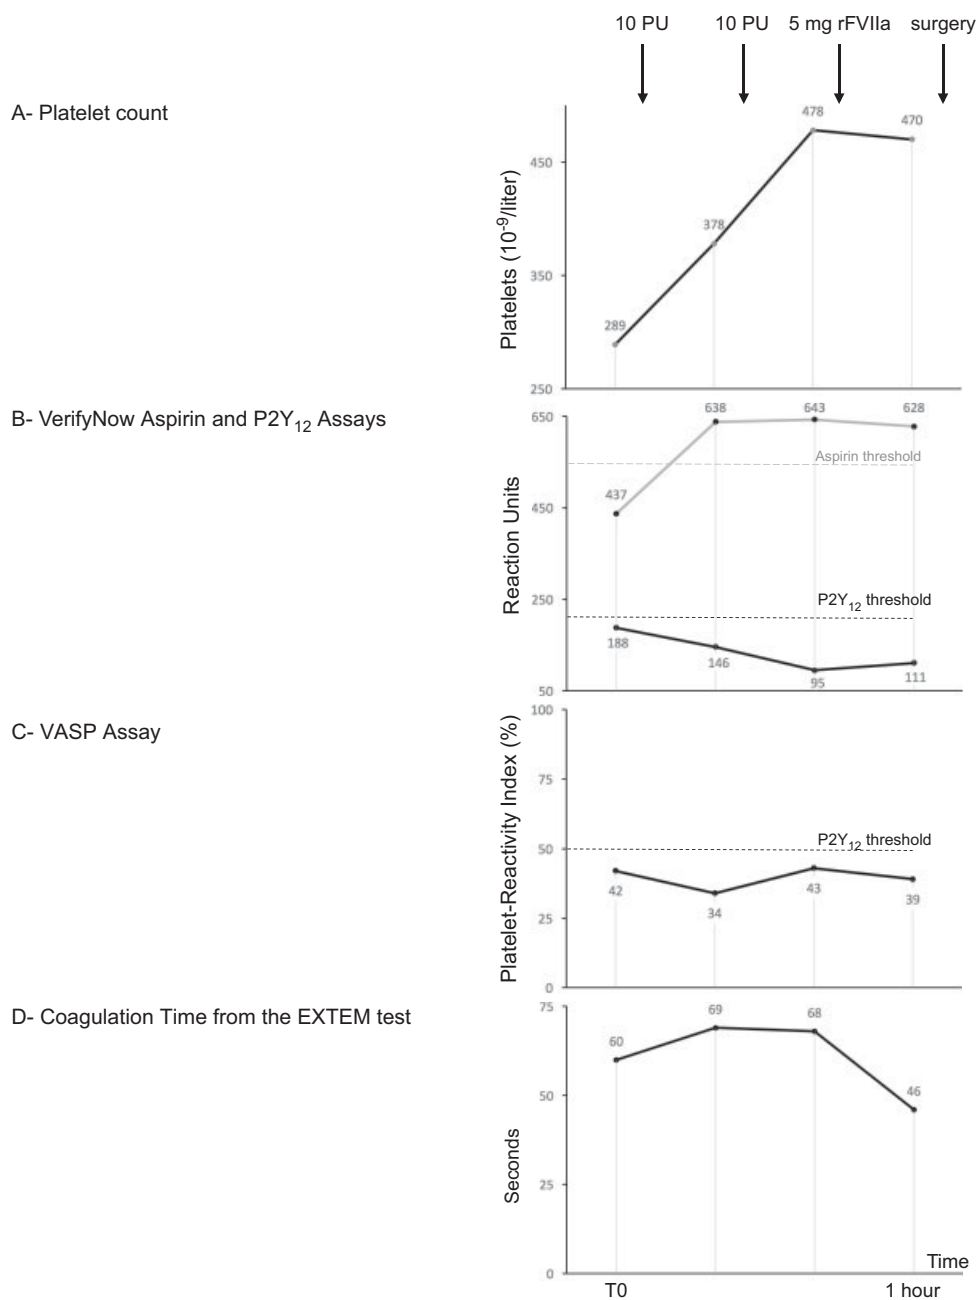 10 PU 10 PU 5 mg rFVIIa surgery
A- Platelet count
Platelets (10⁻⁹/liter)
450
350
250
289
378
478
470
B- VerifyNow Aspirin and P2Y₁₂ Assays
Reaction Units
650
450
250
50
437
638
643
628
Aspirin threshold
P2Y₁₂ threshold
188
146
95
111
C- VASP Assay
Platelet-Reactivity Index (%)
100
75
50
25
0
P2Y₁₂ threshold
42
34
43
39
D- Coagulation Time from the EXTEM test
Seconds
75
50
25
0
60
69
68
46
Time
T0 1 hour